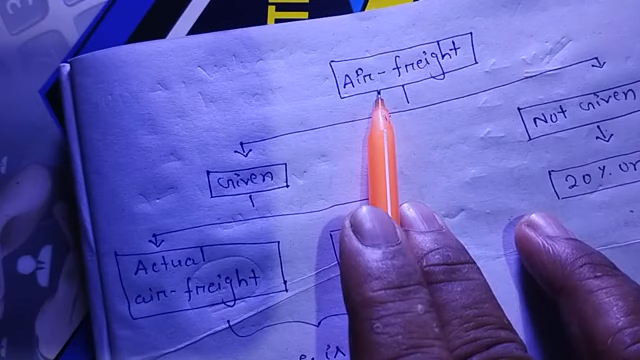 Air-freight
Given
Not Given
20% or
Actual
air-freight